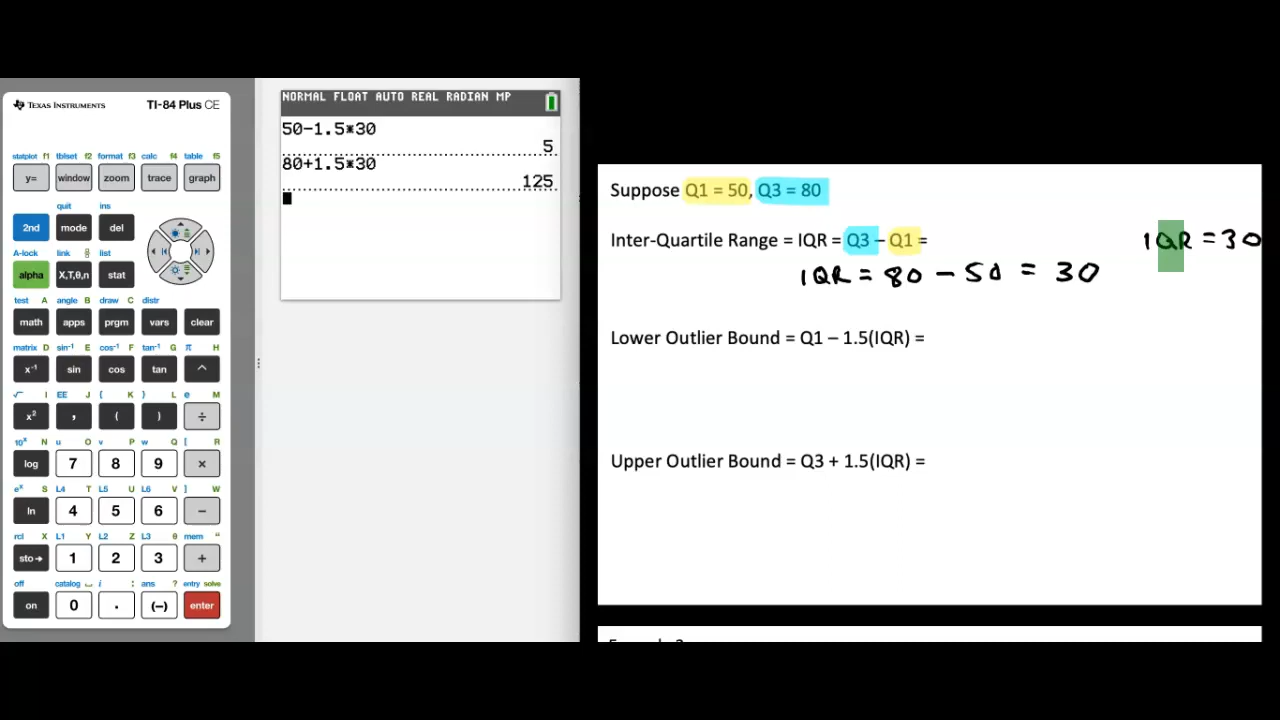 TEXAS INSTRUMENTS TI-84 Plus CE
statplot f1 tblset f2 format f3 calc f4 table f5
y= window zoom trace graph
quit ins
2nd mode del
A-lock link list
alpha X,T,θ,n stat
test A angle B draw C distr
math apps prgm vars clear
matrix D sin⁻¹ E cos⁻¹ F tan⁻¹ G π H
x⁻¹ sin cos tan ^
√ I EE J { K } L e M
x² , ( ) ÷
10ˣ N u O v P w Q [ R
log 7 8 9 ×
eˣ S L4 T L5 U L6 V ] W
ln 4 5 6 −
rcl X L1 Y L2 Z L3 θ mem "
sto→ 1 2 3 +
off catalog i : ans ? entry solve
on 0 . (−) enter
NORMAL FLOAT AUTO REAL RADIAN MP
50-1.5*30
5
80+1.5*30
125
Suppose Q1 = 50, Q3 = 80
Inter-Quartile Range = IQR = Q3 – Q1 =
IQR = 30
IQR = 80 - 50 = 30
Lower Outlier Bound = Q1 – 1.5(IQR) =
Upper Outlier Bound = Q3 + 1.5(IQR) =